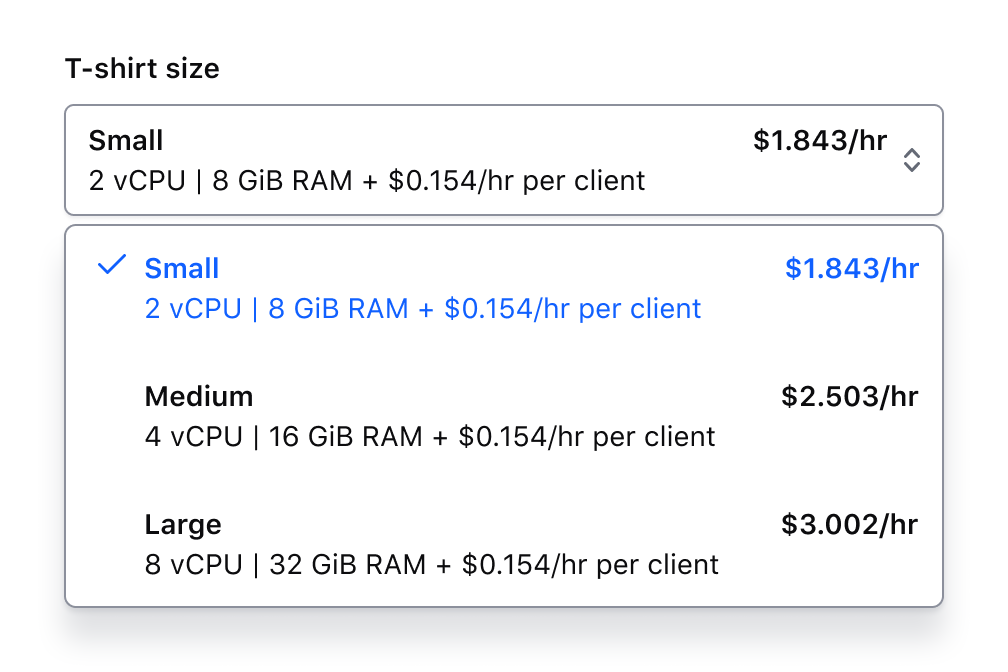 T-shirt size
Small $1.843/hr
2 vCPU | 8 GiB RAM + $0.154/hr per client
Small $1.843/hr
2 vCPU | 8 GiB RAM + $0.154/hr per client
Medium $2.503/hr
4 vCPU | 16 GiB RAM + $0.154/hr per client
Large $3.002/hr
8 vCPU | 32 GiB RAM + $0.154/hr per client